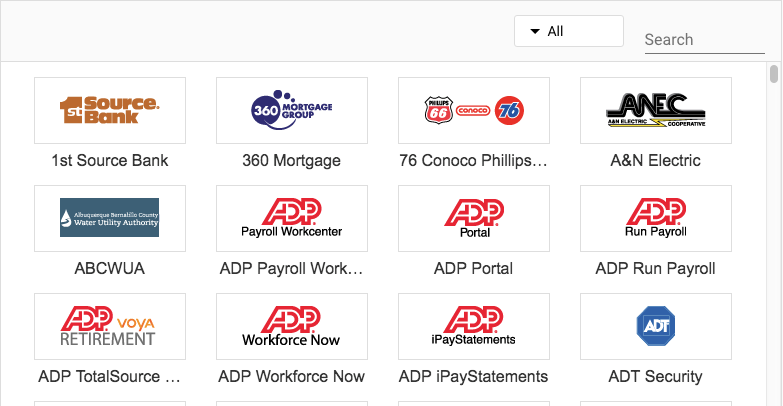 All
Search
1st Source Bank
360 MORTGAGE GROUP
PHILLIPS 66 conoco 76
ANEC A&N ELECTRIC COOPERATIVE
1st Source Bank
360 Mortgage
76 Conoco Phillips...
A&N Electric
Albuquerque Bernalillo County
Water Utility Authority
ADP Payroll Workcenter
ADP Portal
ADP Run Payroll
ABCWUA
ADP Payroll Work...
ADP Portal
ADP Run Payroll
ADP VOYA RETIREMENT
ADP Workforce Now
ADP iPayStatements
ADT
ADP TotalSource ...
ADP Workforce Now
ADP iPayStatements
ADT Security